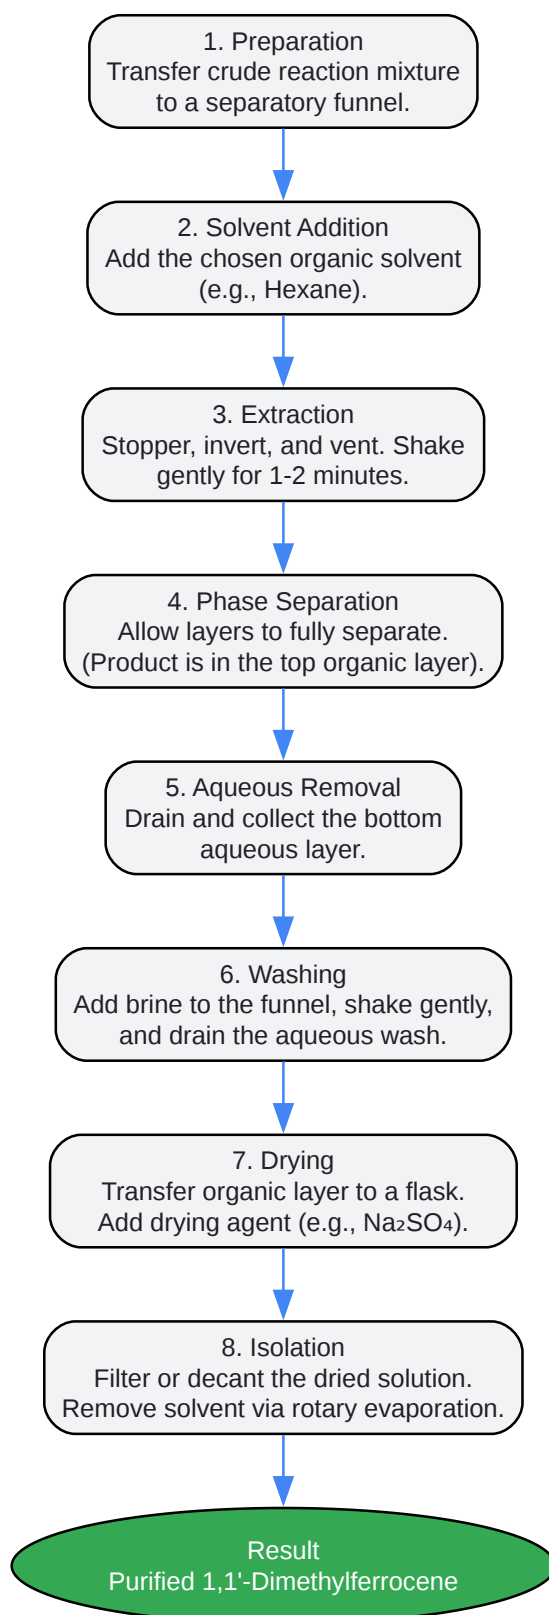 1. Preparation
Transfer crude reaction mixture
to a separatory funnel.
2. Solvent Addition
Add the chosen organic solvent
(e.g., Hexane).
3. Extraction
Stopper, invert, and vent. Shake
gently for 1-2 minutes.
4. Phase Separation
Allow layers to fully separate.
(Product is in the top organic layer).
5. Aqueous Removal
Drain and collect the bottom
aqueous layer.
6. Washing
Add brine to the funnel, shake gently,
and drain the aqueous wash.
7. Drying
Transfer organic layer to a flask.
Add drying agent (e.g., Na₂SO₄).
8. Isolation
Filter or decant the dried solution.
Remove solvent via rotary evaporation.
Result
Purified 1,1'-Dimethylferrocene